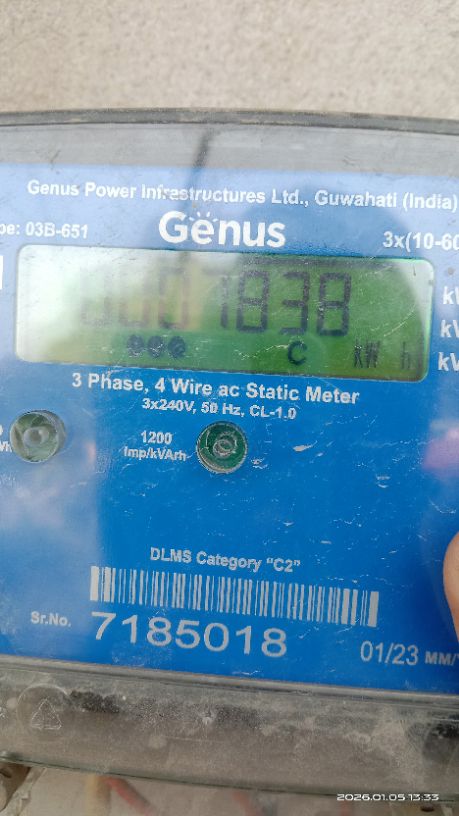 Genus Power Infrastructures Ltd., Guwahati (India)
Genus
pe: 03B-651
3x(10-60
0007838
C kW h
3 Phase, 4 Wire ac Static Meter
3x240V, 50 Hz, CL-1.0
1200
Imp/kVArh
DLMS Category "C2"
Sr.No. 7185018
01/23 MM/
2026.01.05 13:33